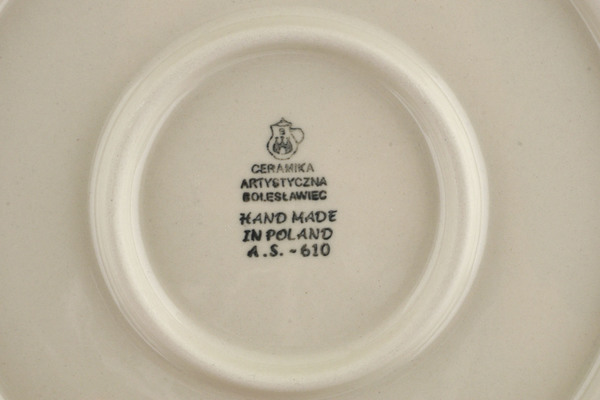 CERAMIKA
ARTYSTYCZNA
BOLESŁAWIEC
HAND MADE
IN POLAND
A.S. - 610